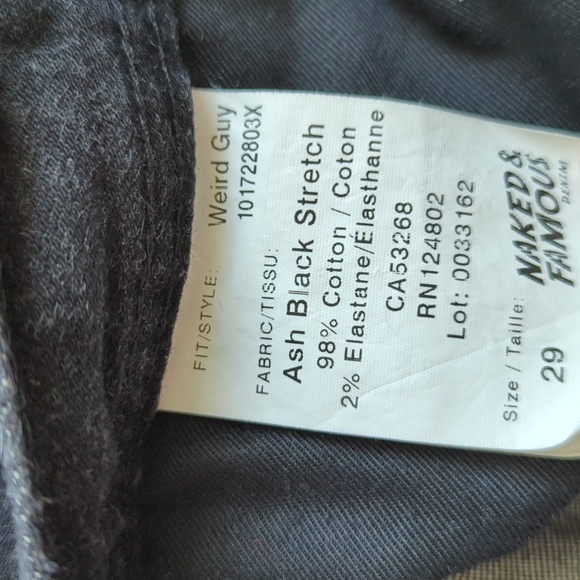 FIT/STYLE: Weird Guy
101722803X
FABRIC/TISSU:
Ash Black Stretch
98% Cotton / Coton
2% Elastane/Élasthanne
CA53268
RN124802
Lot: 0033162
Size / Taille:
29
NAKED &
FAMOUS
DENIM